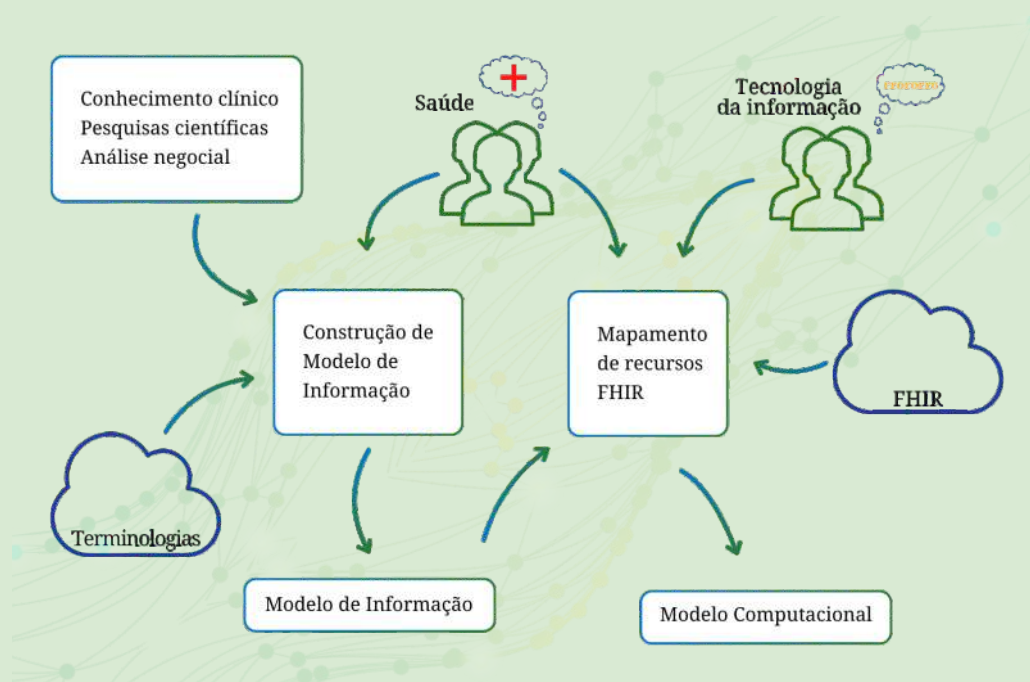 Conhecimento clínico
Pesquisas científicas
Análise negocial
Saúde
Tecnologia
da informação
Construção de
Modelo de
Informação
Mapamento
de recursos
FHIR
FHIR
Terminologias
Modelo de Informação
Modelo Computacional